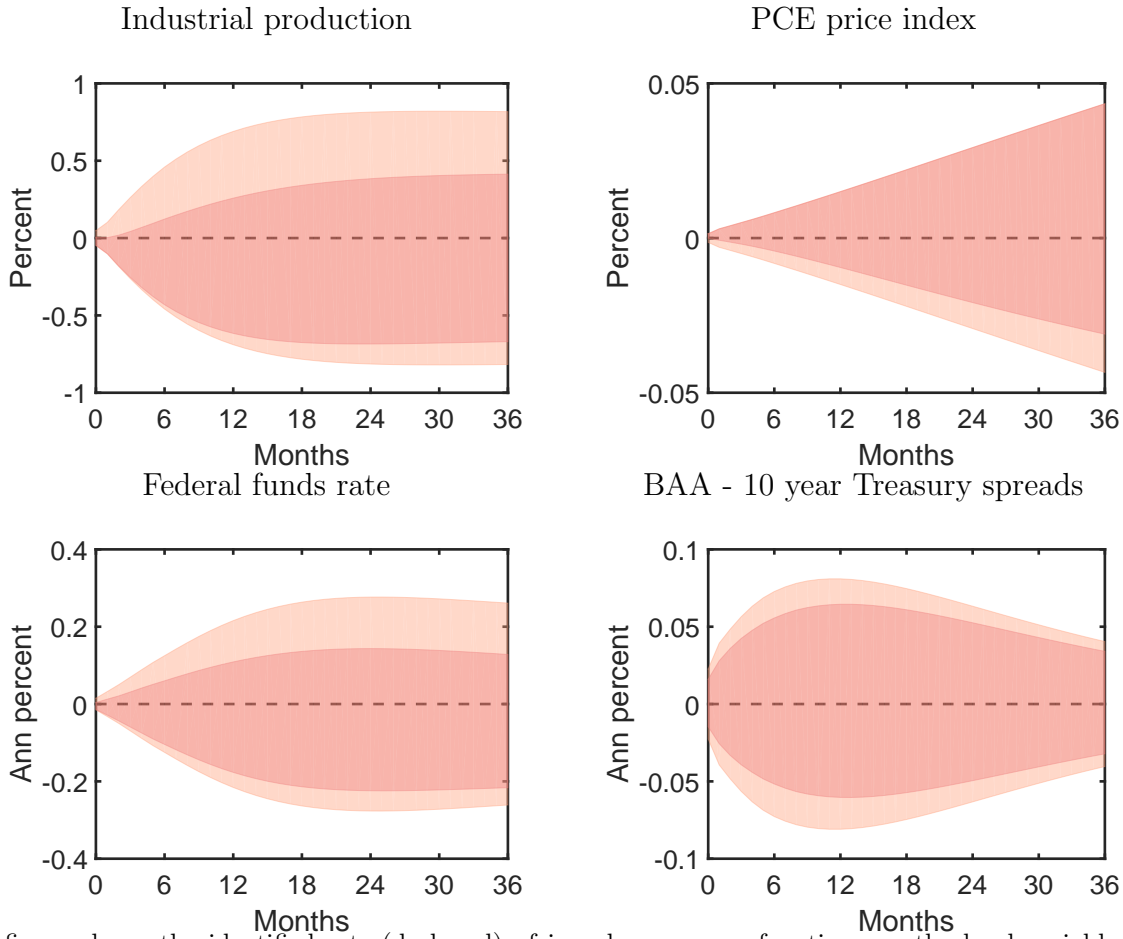 Industrial production
1
0.5
0
-0.5
-1
Percent
0 6 12 18 24 30 36
Months
PCE price index
0.05
0
-0.05
Percent
0 6 12 18 24 30 36
Months
Federal funds rate
0.4
0.2
0
-0.2
-0.4
Ann percent
0 6 12 18 24 30 36
Months
BAA - 10 year Treasury spreads
0.1
0.05
0
-0.05
-0.1
Ann percent
0 6 12 18 24 30 36
Months